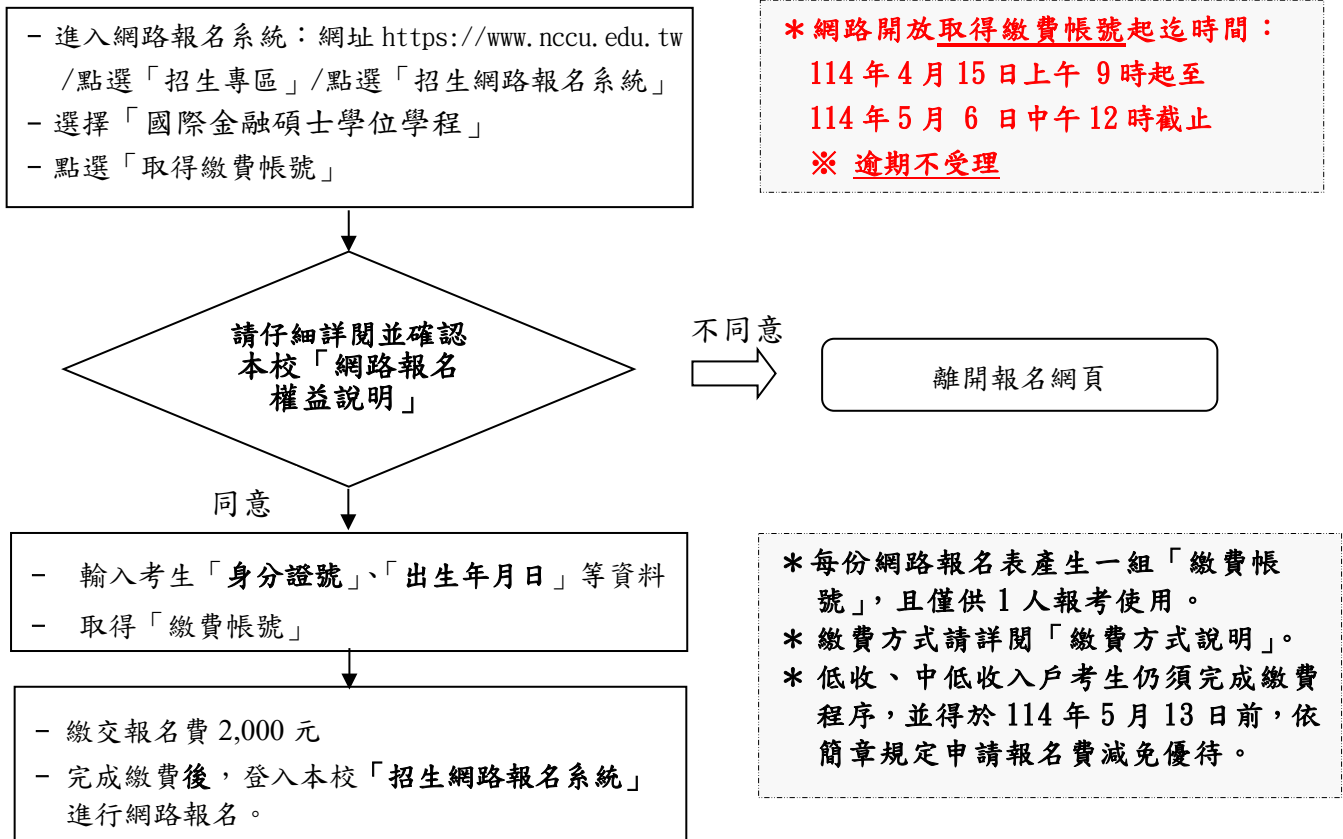 - 進入網路報名系統：網址 https://www.nccu.edu.tw
/點選「招生專區」/點選「招生網路報名系統」
- 選擇「國際金融碩士學位學程」
- 點選「取得繳費帳號」
＊網路開放取得繳費帳號起迄時間：
114 年 4 月 15 日上午 9 時起至
114 年 5 月 6 日中午 12 時截止
※ 逾期不受理
請仔細詳閱並確認
本校「網路報名
權益說明」
不同意
離開報名網頁
同意
- 輸入考生「身分證號」、「出生年月日」等資料
- 取得「繳費帳號」
＊每份網路報名表產生一組「繳費帳
號」，且僅供 1 人報考使用。
＊繳費方式請詳閱「繳費方式說明」。
＊低收、中低收入戶考生仍須完成繳費
程序，並得於 114 年 5 月 13 日前，依
簡章規定申請報名費減免優待。
- 繳交報名費 2,000 元
- 完成繳費後，登入本校「招生網路報名系統」
進行網路報名。